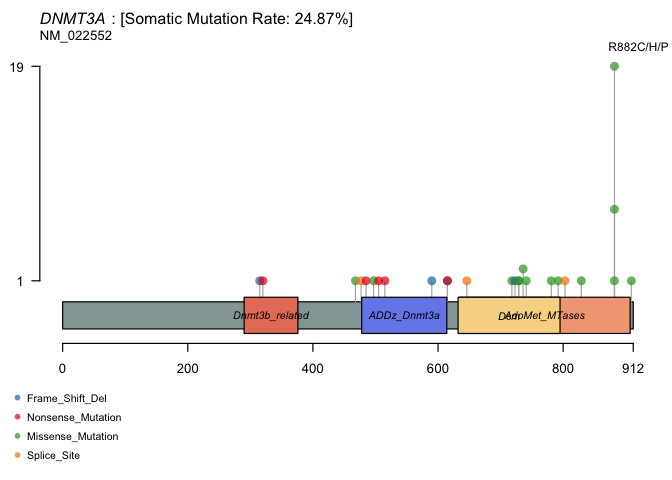 DNMT3A : [Somatic Mutation Rate: 24.87%]
NM_022552
R882C/H/P
19
1
Dnmt3b_related
ADDz_Dnmt3a
AdoMet_MTases
0 200 400 600 800 912
Frame_Shift_Del
Nonsense_Mutation
Missense_Mutation
Splice_Site